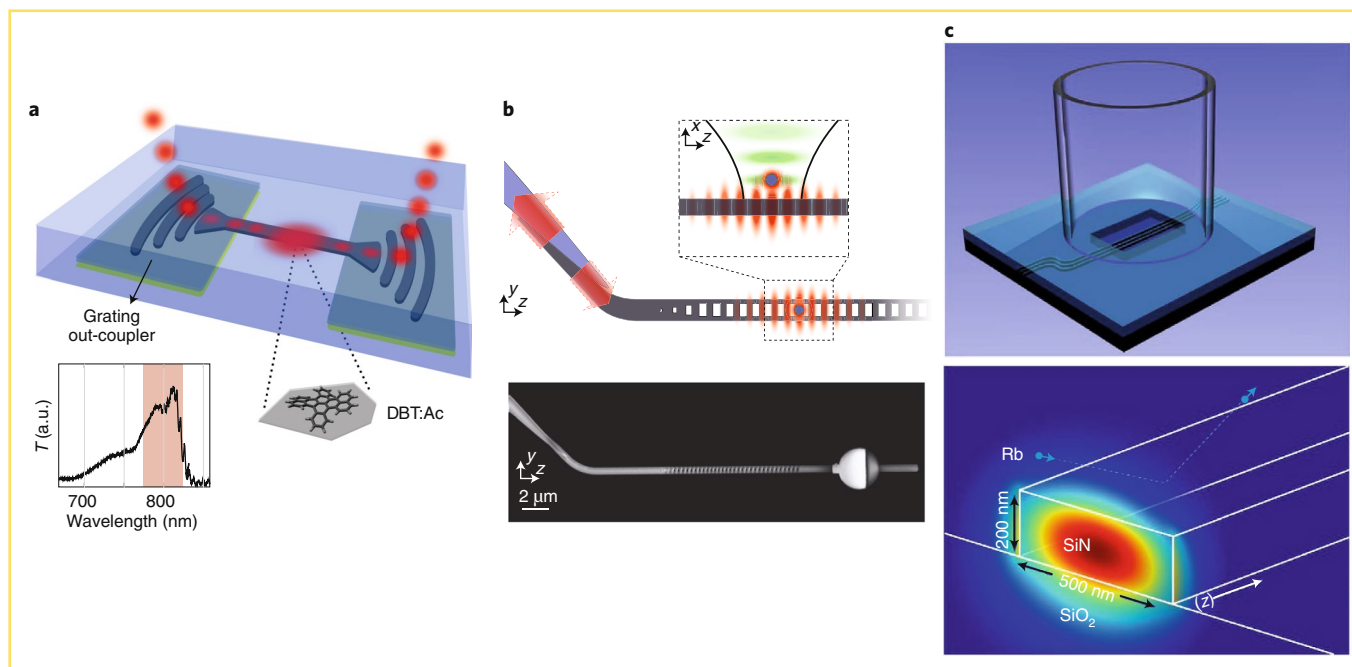 a
Grating
out-coupler
T (a.u.)
700
800
Wavelength (nm)
DBT:Ac
b
x
z
y
z
y
z
2 μm
c
Rb
200 nm
SiN
500 nm
(z)
SiO₂